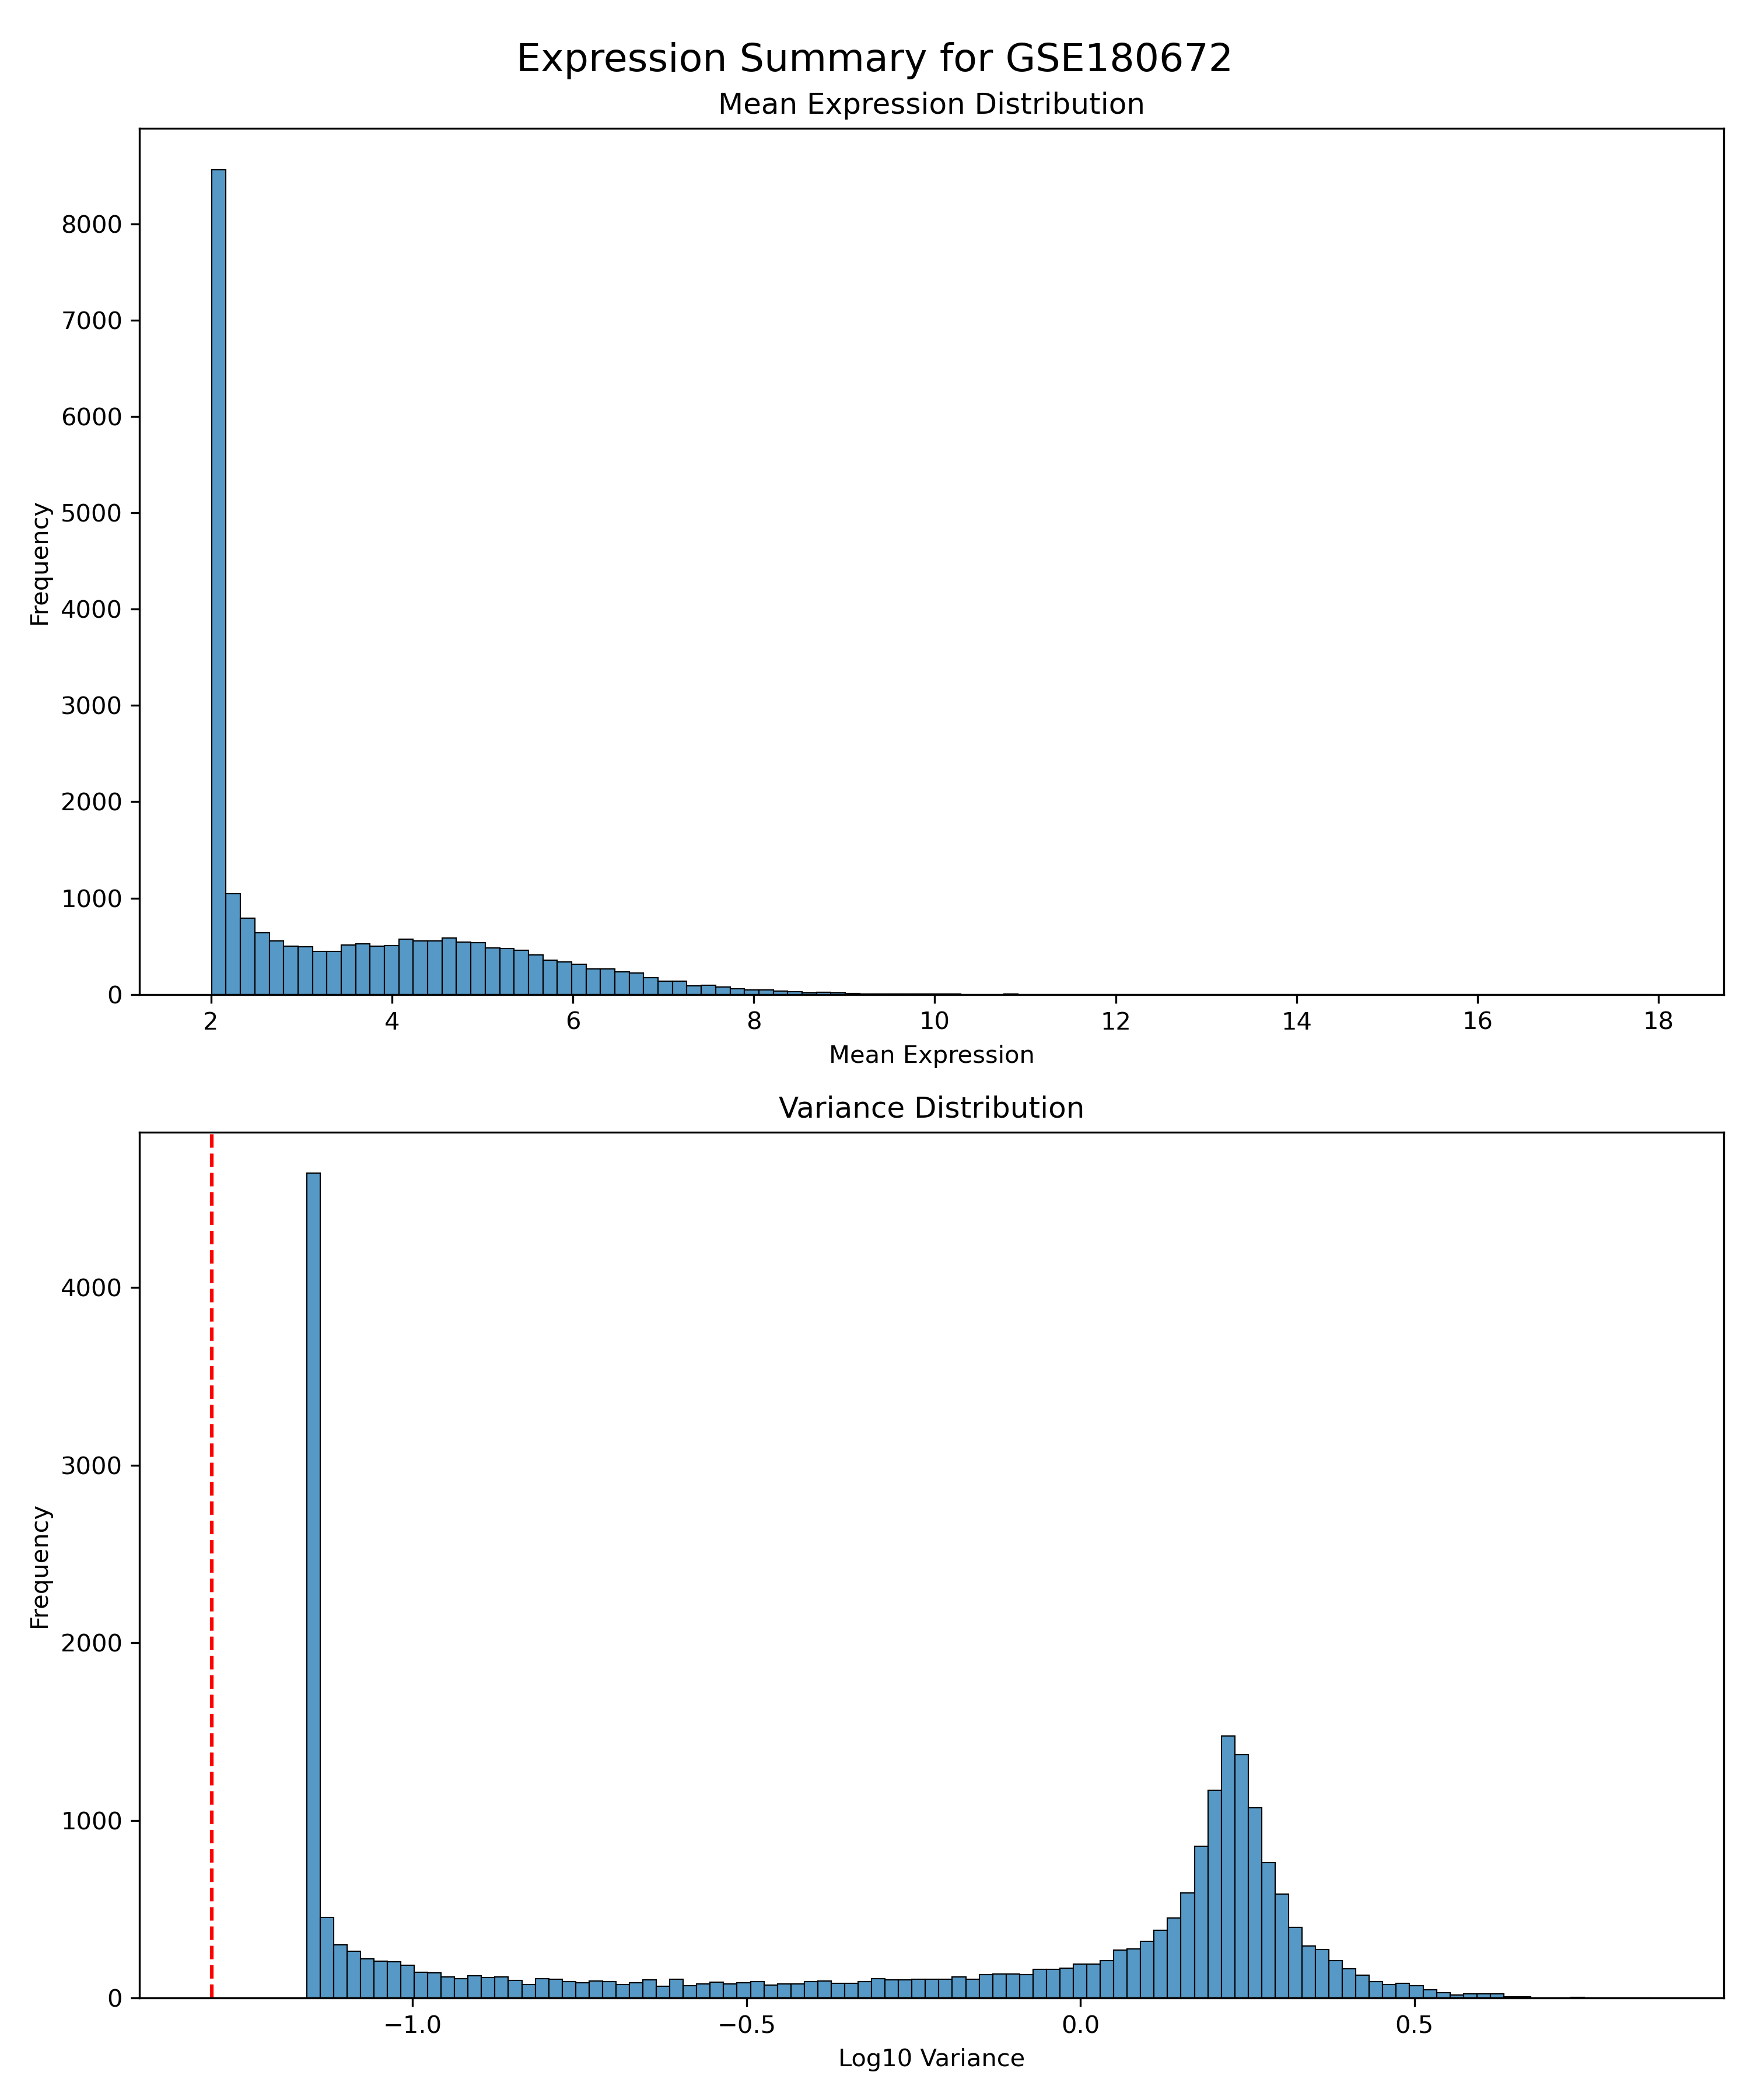 Expression Summary for GSE180672
Mean Expression Distribution
8000
7000
6000
5000
4000
3000
2000
1000
0
Frequency
2 4 6 8 10 12 14 16 18
Mean Expression
Variance Distribution
4000
3000
2000
1000
0
Frequency
−1.0 −0.5 0.0 0.5
Log10 Variance